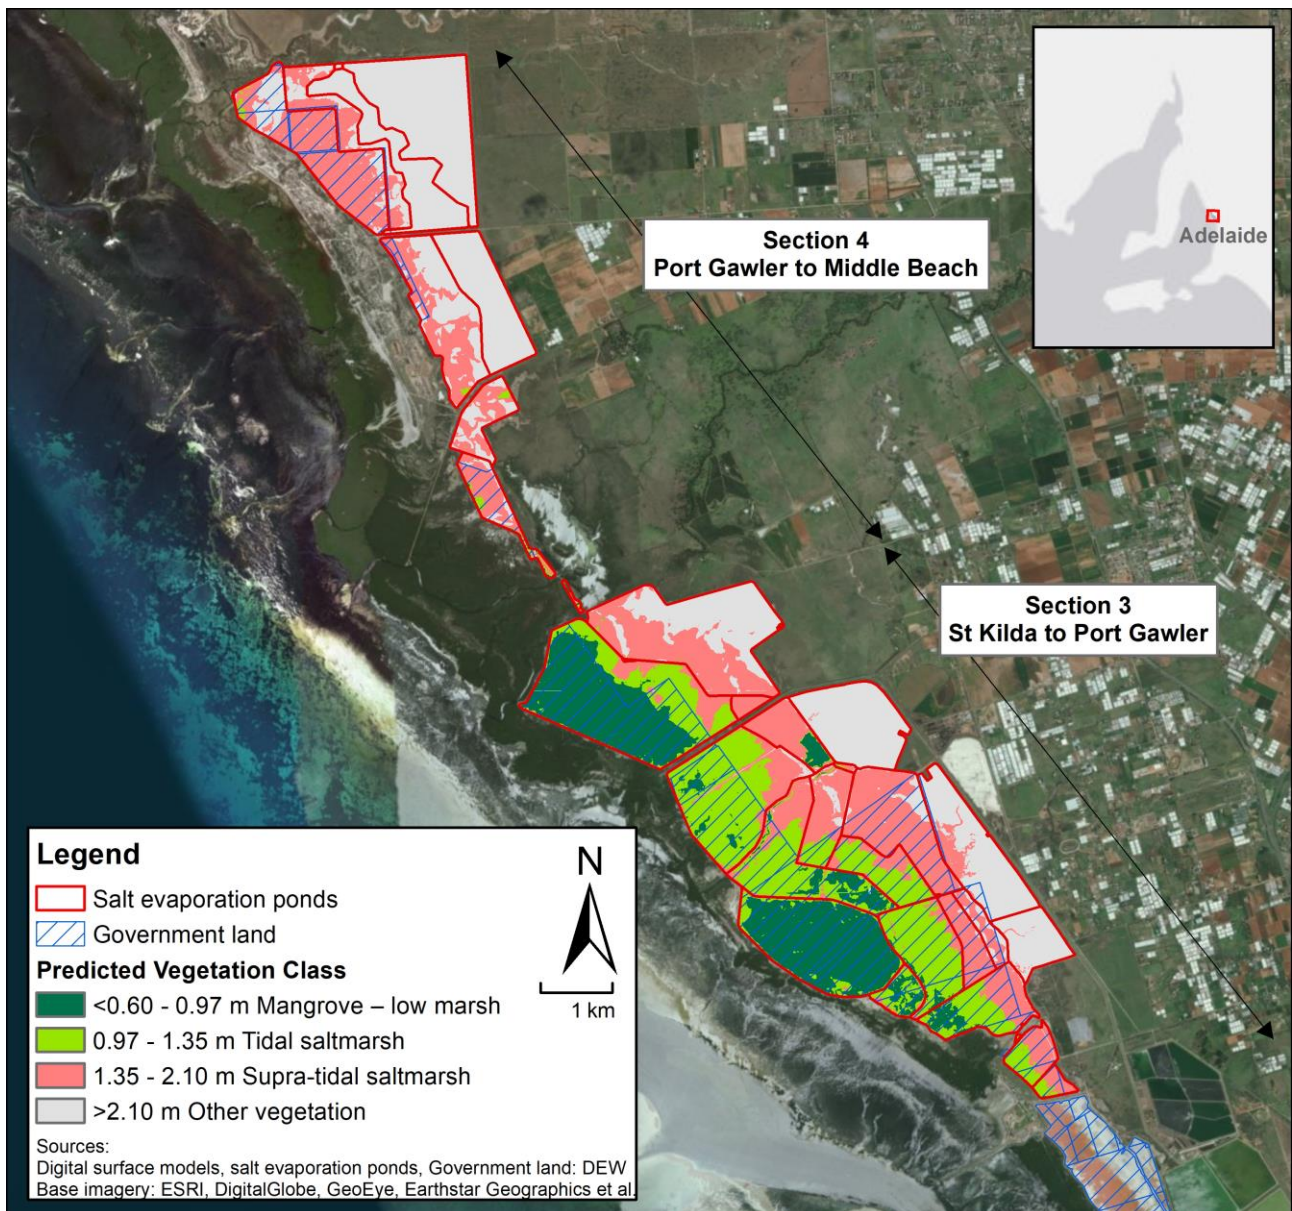 Adelaide
Section 4
Port Gawler to Middle Beach
Section 3
St Kilda to Port Gawler
Legend
Salt evaporation ponds
Government land
Predicted Vegetation Class
<0.60 - 0.97 m Mangrove – low marsh
0.97 - 1.35 m Tidal saltmarsh
1.35 - 2.10 m Supra-tidal saltmarsh
>2.10 m Other vegetation
Sources:
Digital surface models, salt evaporation ponds, Government land: DEW
Base imagery: ESRI, DigitalGlobe, GeoEye, Earthstar Geographics et al.
N
1 km